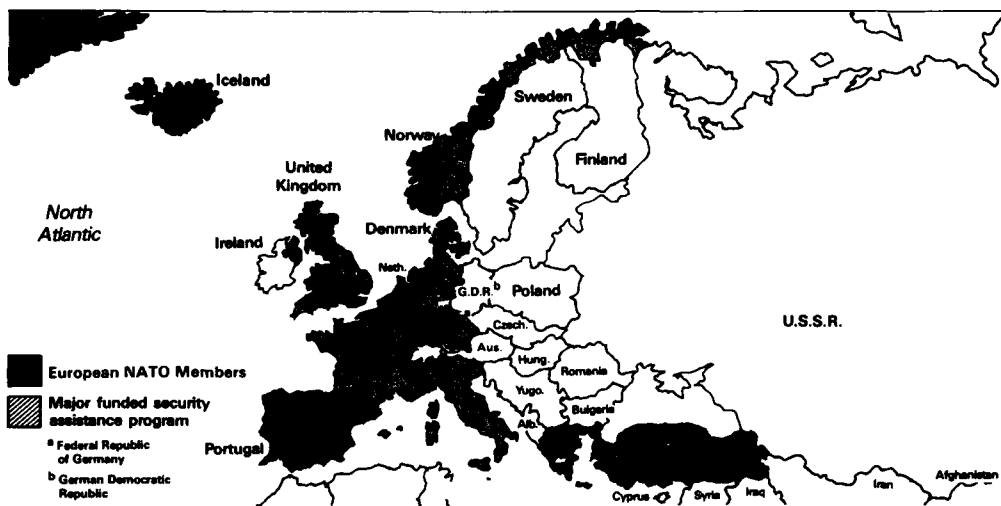 Iceland
Sweden
Norway
Finland
United
Kingdom
North
Atlantic
Ireland
Denmark
Neth.
G.D.R.b
Poland
U.S.S.R.
Czech.
Aus.
Hung.
Romania
Yugo.
Bulgaria
Alb.
European NATO Members
Major funded security
assistance program
a Federal Republic
of Germany
b German Democratic
Republic
Portugal
Cyprus
Syria
Iraq
Iran
Afghanistan